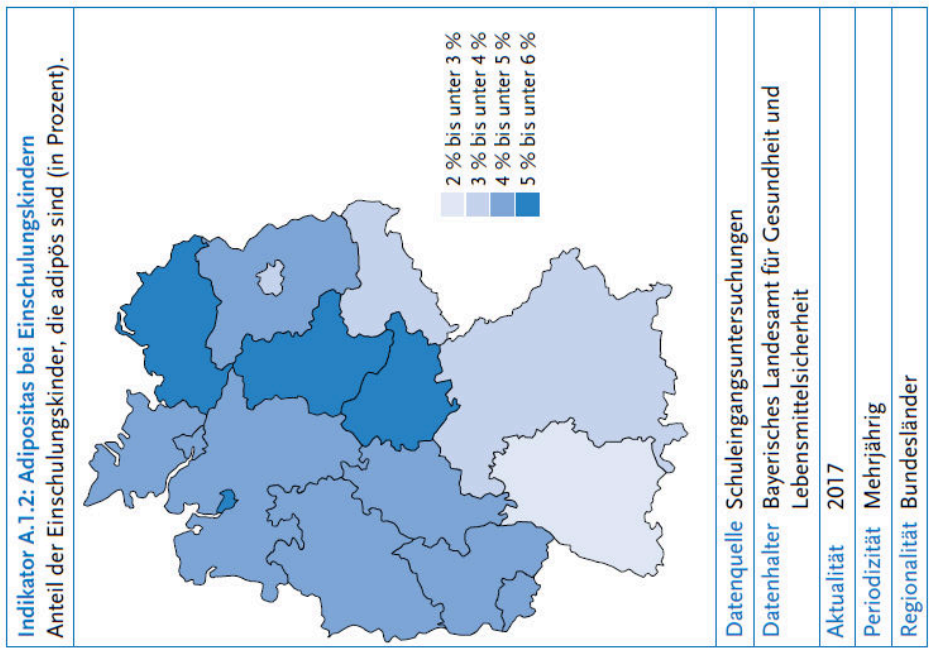 Indikator A.1.2: Adipositas bei Einschulungskindern
Anteil der Einschulungskinder, die adipös sind (in Prozent).
2 % bis unter 3 %
3 % bis unter 4 %
4 % bis unter 5 %
5 % bis unter 6 %
Datenquelle Schuleingangsuntersuchungen
Datenhalter Bayerisches Landesamt für Gesundheit und
Lebensmittelsicherheit
Aktualität 2017
Periodizität Mehrjährig
Regionalität Bundesländer